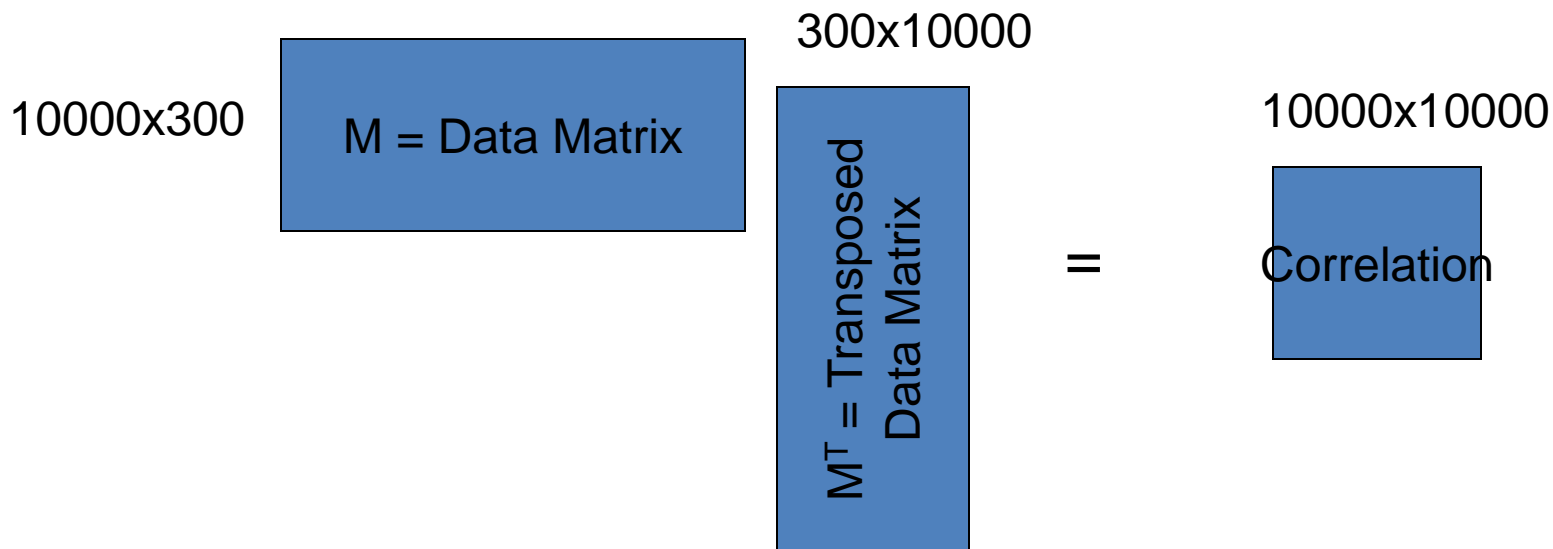 300x10000
10000x300
M = Data Matrix
10000x10000
Mᵀ = Transposed
Data Matrix
=
Correlation